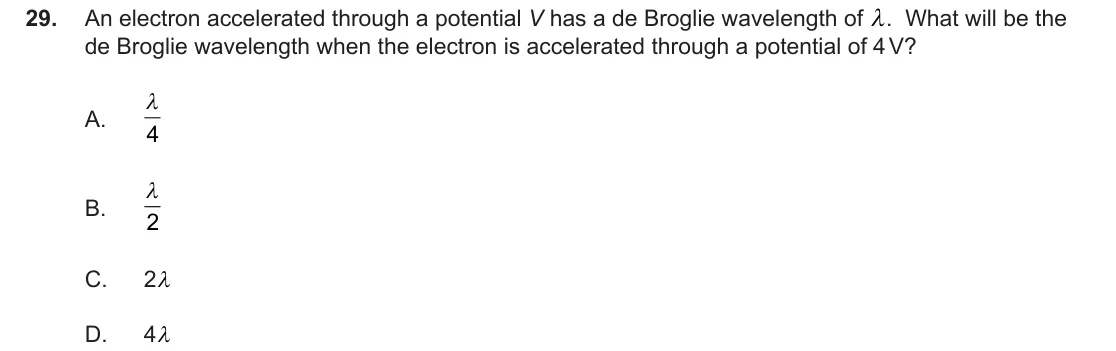 29. An electron accelerated through a potential V has a de Broglie wavelength of λ. What will be the
de Broglie wavelength when the electron is accelerated through a potential of 4 V?
A. λ/4
B. λ/2
C. 2λ
D. 4λ